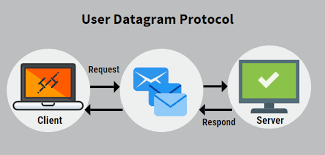 User Datagram Protocol
Request
Client
Respond
Server